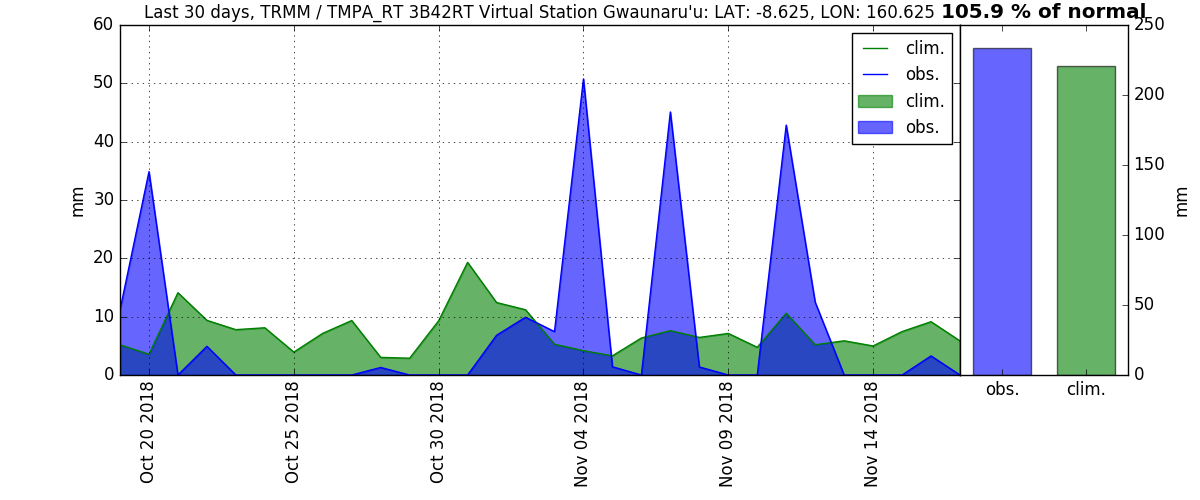 Last 30 days, TRMM / TMPA_RT 3B42RT Virtual Station Gwaunaru'u: LAT: -8.625, LON: 160.625 105.9 % of normal
60
50
40
30
20
10
0
mm
clim.
obs.
clim.
obs.
250
200
150
100
50
0
mm
Oct 20 2018
Oct 25 2018
Oct 30 2018
Nov 04 2018
Nov 09 2018
Nov 14 2018
obs.
clim.